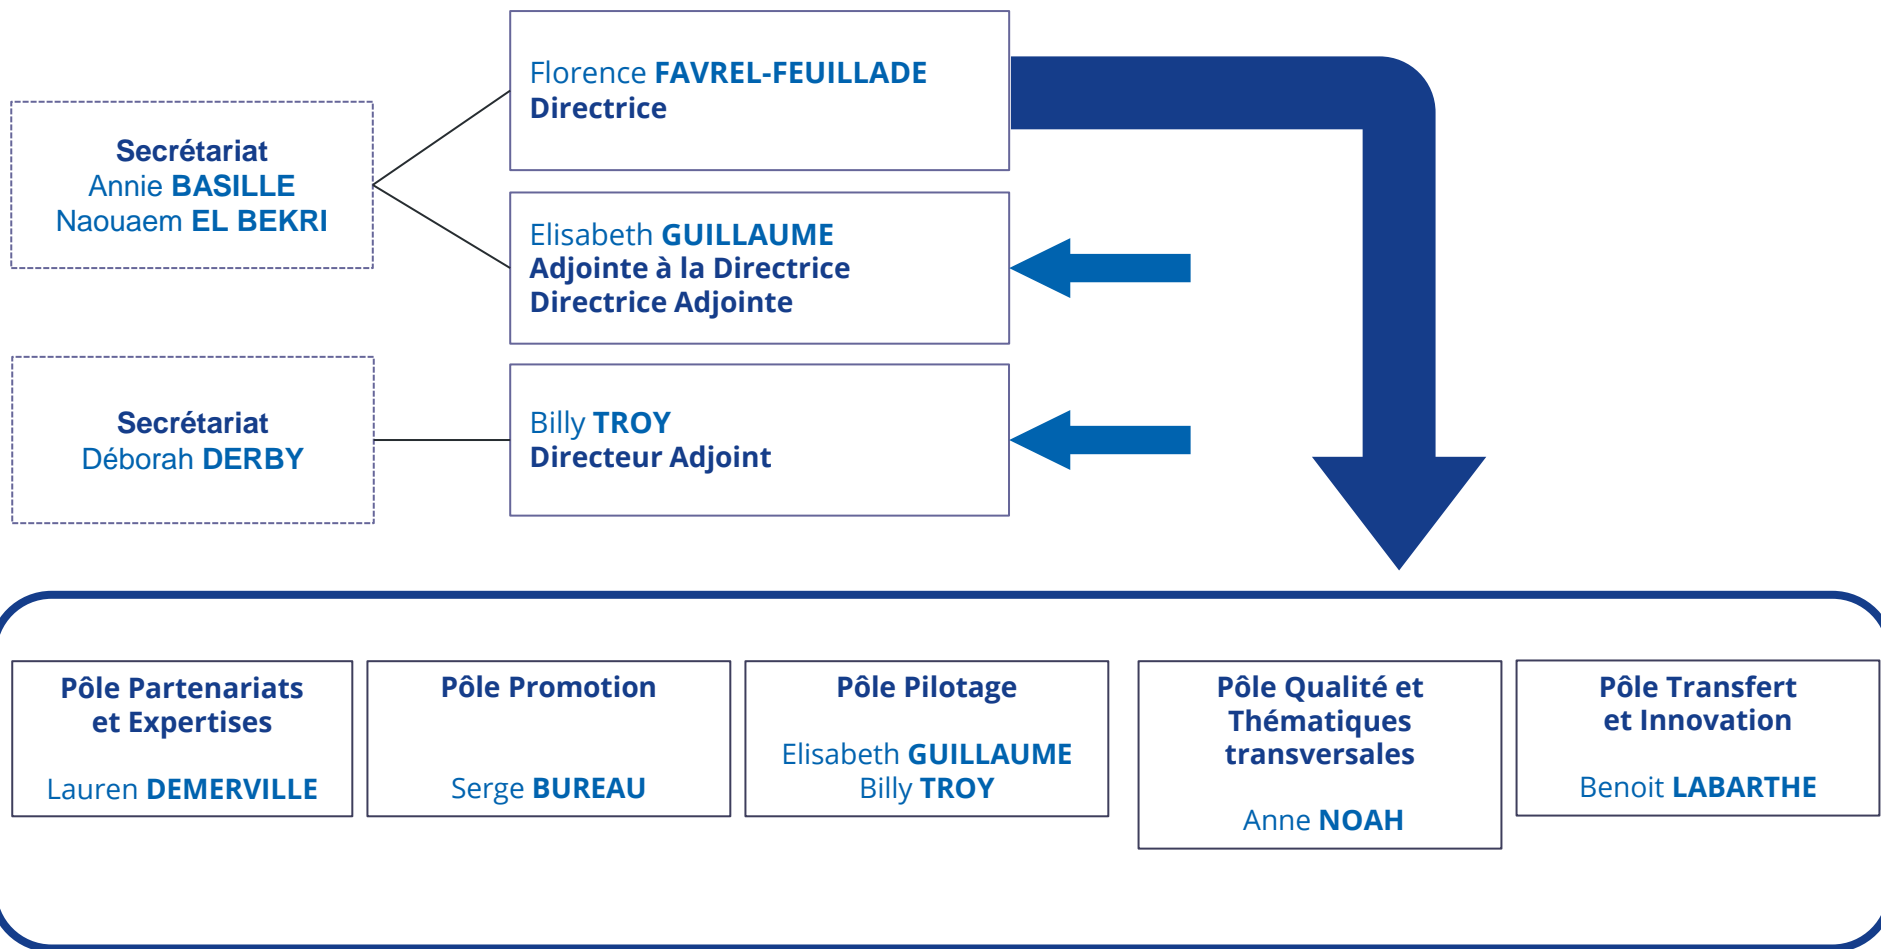 Florence FAVREL-FEUILLADE
Directrice
Secrétariat
Annie BASILLE
Naouaem EL BEKRI
Elisabeth GUILLAUME
Adjointe à la Directrice
Directrice Adjointe
Secrétariat
Déborah DERBY
Billy TROY
Directeur Adjoint
Pôle Partenariats
et Expertises
Lauren DEMERVILLE
Pôle Promotion
Serge BUREAU
Pôle Pilotage
Elisabeth GUILLAUME
Billy TROY
Pôle Qualité et
Thématiques
transversales
Anne NOAH
Pôle Transfert
et Innovation
Benoit LABARTHE